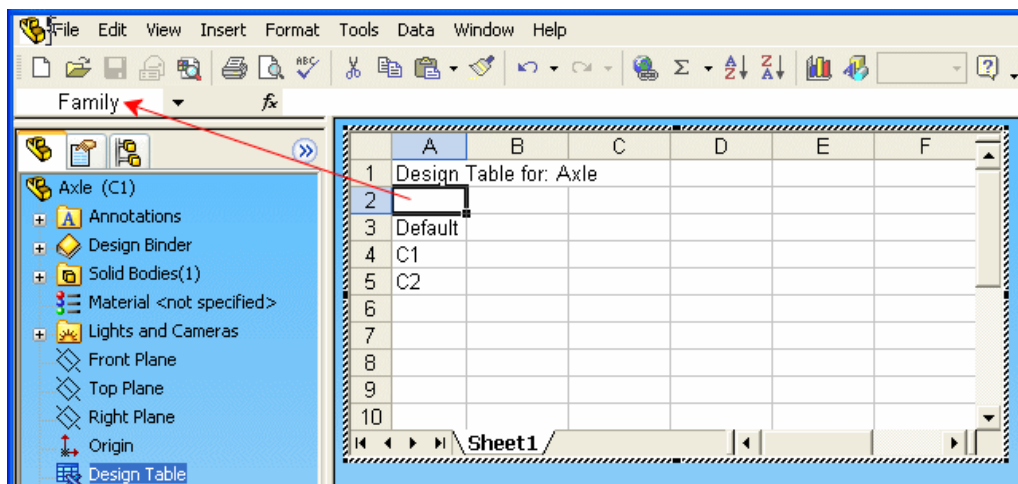 File Edit View Insert Format Tools Data Window Help
ABC
Σ
A Z Z A
?
Family
fx
A B C D E F
1 Design Table for: Axle
2
3 Default
4 C1
5 C2
6
7
8
9
10
Sheet1
Axle (C1)
A Annotations
Design Binder
Solid Bodies(1)
Material <not specified>
Lights and Cameras
Front Plane
Top Plane
Right Plane
Origin
Design Table